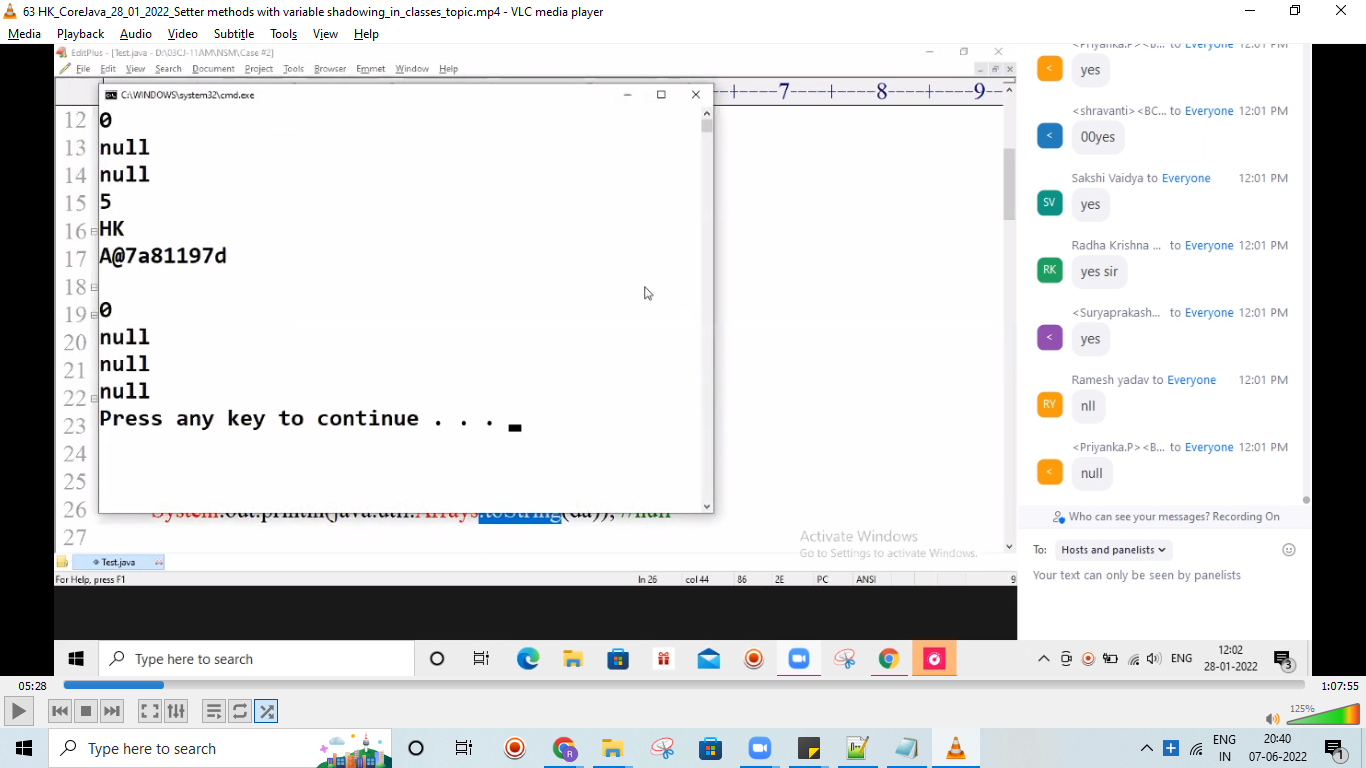 63 HK_CoreJava_28_01_2022_Setter methods with variable shadowing_in_classes_topic.mp4 - VLC media player
Media Playback Audio Video Subtitle Tools View Help
EditPlus - [Test.java - D:\03CJ-11AM\NSM\Case #2]
File Edit View Search Document Project Tools Browser Emmet Window Help
C:\WINDOWS\system32\cmd.exe
--+----7----+----8----+----9--
12 0
13 null
14 null
15 5
16 HK
17 A@7a81197d
18
19 0
20 null
21 null
22 null
23 Press any key to continue . . .
24
25
26 System.out.println(java.util.Arrays.toString(da)); //null
27
Activate Windows
Go to Settings to activate Windows.
Test.java
For Help, press F1 ln 26 col 44 86 2E PC ANSI 9
<Priyanka.P><B... to Everyone 12:01 PM
< yes
<shravanti><BC... to Everyone 12:01 PM
< 00yes
Sakshi Vaidya to Everyone 12:01 PM
SV yes
Radha Krishna ... to Everyone 12:01 PM
RK yes sir
<Suryaprakash... to Everyone 12:01 PM
< yes
Ramesh yadav to Everyone 12:01 PM
RY nll
<Priyanka.P><B... to Everyone 12:01 PM
< null
Who can see your messages? Recording On
To: Hosts and panelists
Your text can only be seen by panelists
Type here to search
ENG 12:02
28-01-2022 3
05:28 1:07:55
125%
Type here to search
ENG 20:40
IN 07-06-2022 1